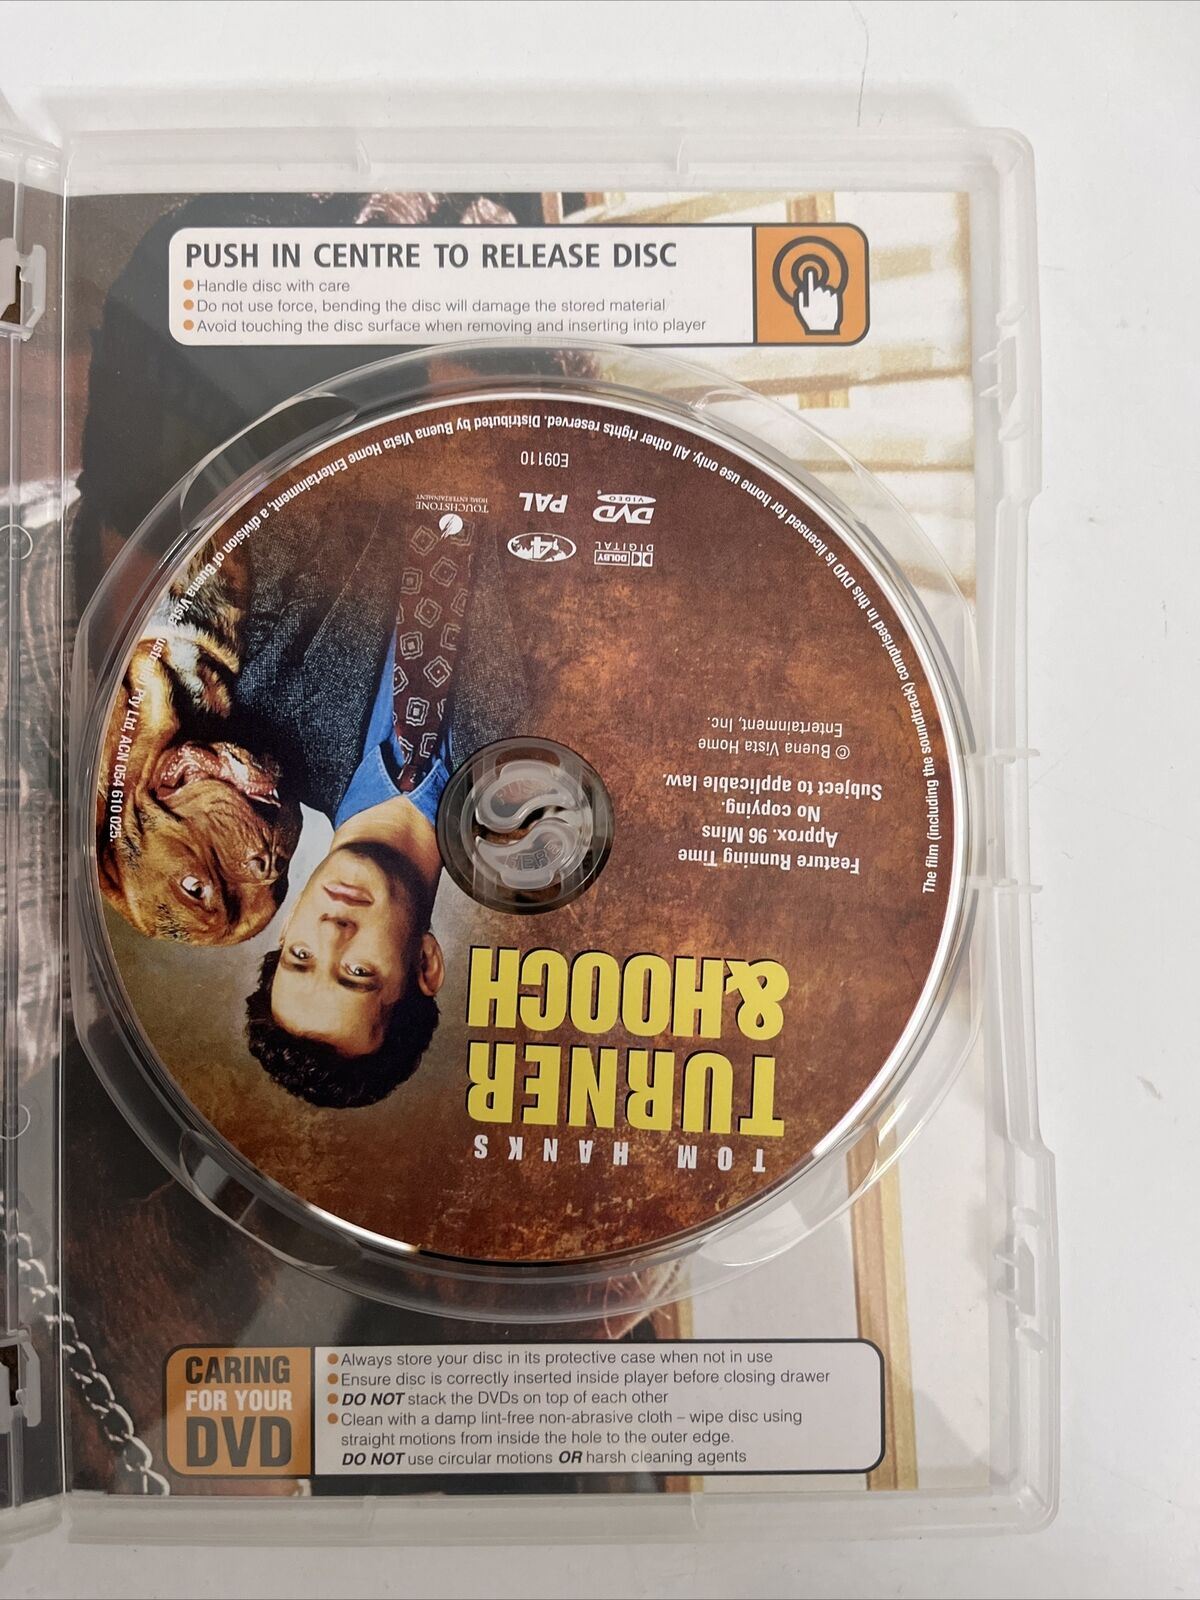 PUSH IN CENTRE TO RELEASE DISC
Handle disc with care
Do not use force, bending the disc will damage the stored material
Avoid touching the disc surface when removing and inserting into player
TOM HANKS
TURNER
& HOOCH
Feature Running Time
Approx. 96 Mins
No copying.
Subject to applicable law.
© Buena Vista Home
Entertainment, Inc.
DOLBY
DIGITAL
4
DVD
VIDEO
PAL
TOUCHSTONE
HOME ENTERTAINMENT
E09110
The film (including the soundtrack) comprised in this DVD is licensed for home use only. All other rights reserved. Distributed by Buena Vista Home Entertainment, a division of Buena Vista Pty Ltd, ACN 054 610 025.
CARING
FOR YOUR
DVD
Always store your disc in its protective case when not in use
Ensure disc is correctly inserted inside player before closing drawer
DO NOT stack the DVDs on top of each other
Clean with a damp lint-free non-abrasive cloth – wipe disc using
straight motions from inside the hole to the outer edge.
DO NOT use circular motions OR harsh cleaning agents